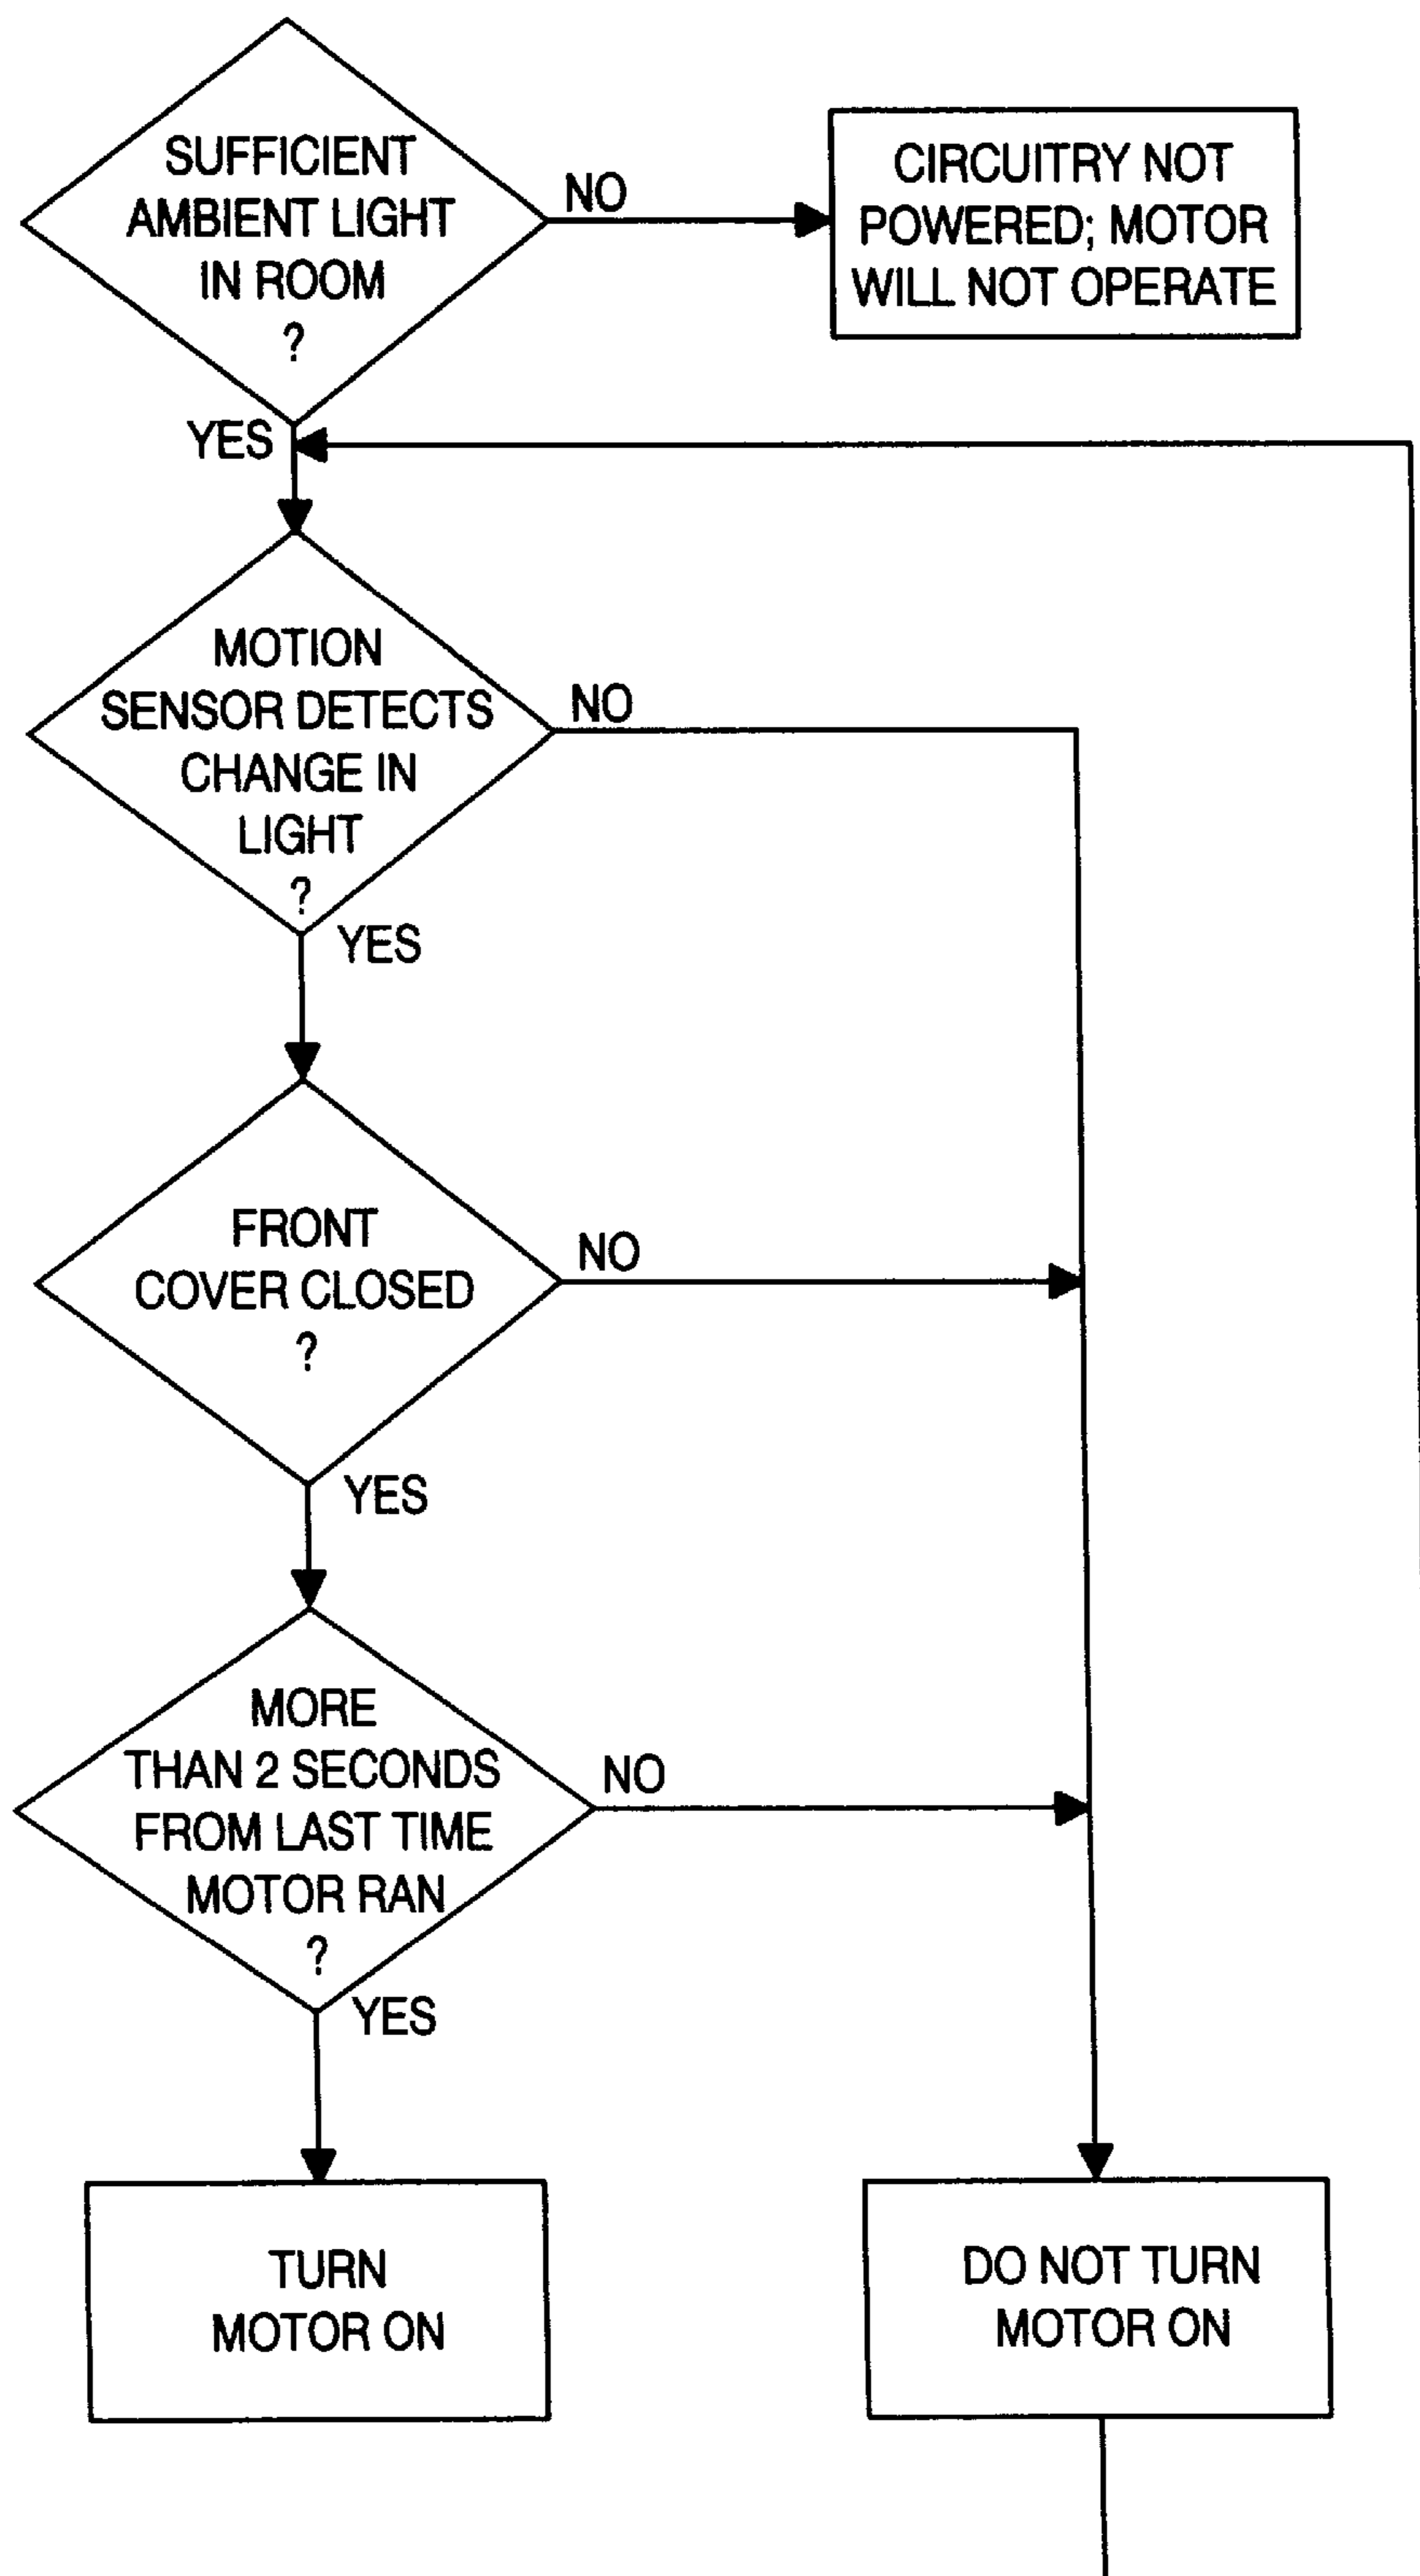 SUFFICIENT
AMBIENT LIGHT
IN ROOM
?
NO
CIRCUITRY NOT
POWERED; MOTOR
WILL NOT OPERATE
YES
MOTION
SENSOR DETECTS
CHANGE IN
LIGHT
?
NO
YES
FRONT
COVER CLOSED
?
NO
YES
MORE
THAN 2 SECONDS
FROM LAST TIME
MOTOR RAN
?
NO
YES
TURN
MOTOR ON
DO NOT TURN
MOTOR ON